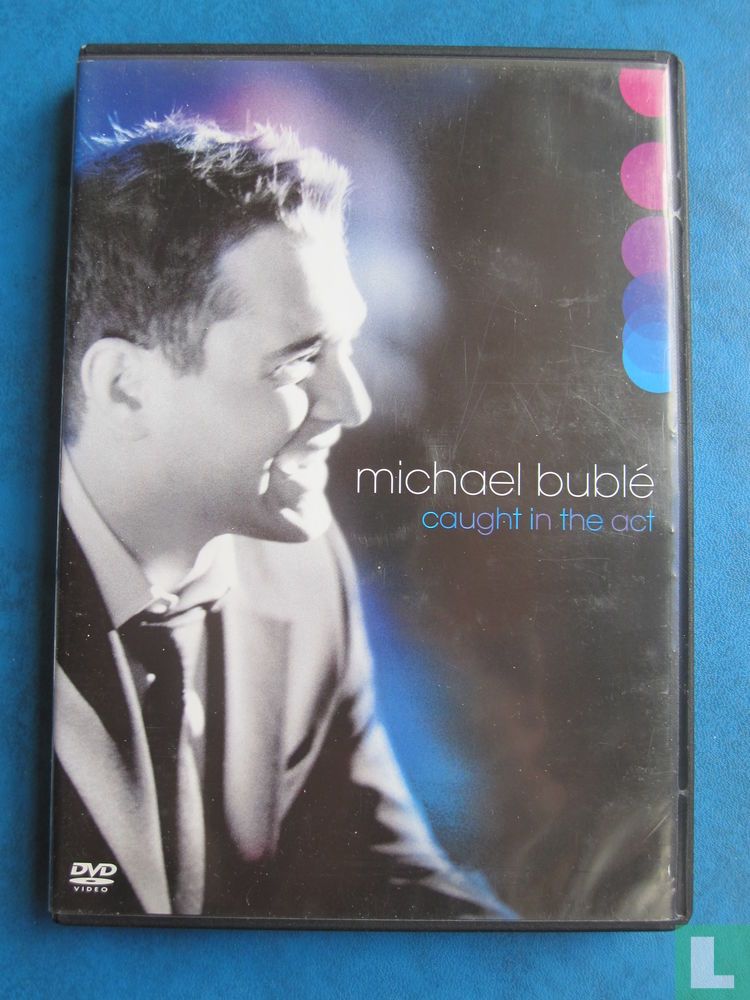 michael bublé
caught in the act
DVD
VIDEO
L